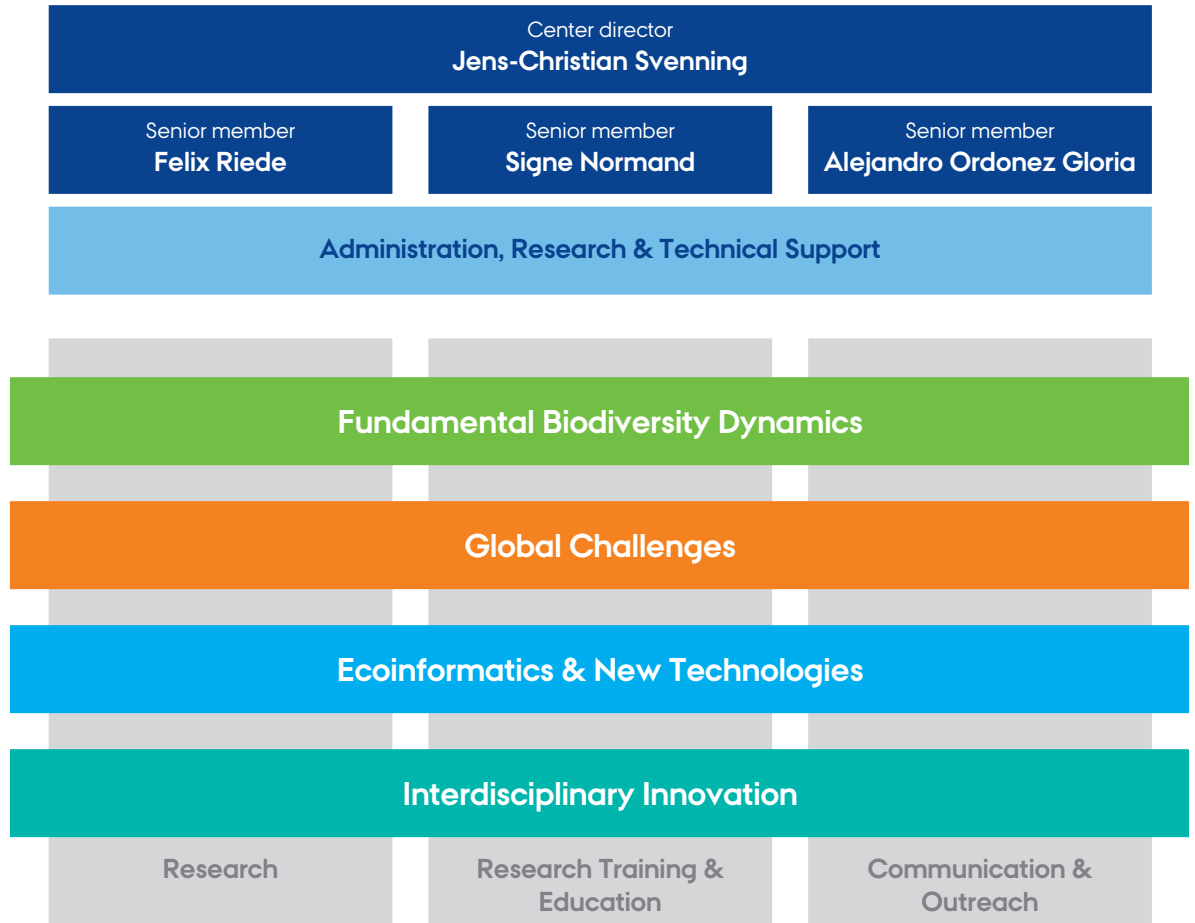 Center director
Jens-Christian Svenning
Senior member
Felix Riede
Senior member
Signe Normand
Senior member
Alejandro Ordonez Gloria
Administration, Research & Technical Support
Fundamental Biodiversity Dynamics
Global Challenges
Ecoinformatics & New Technologies
Interdisciplinary Innovation
Research
Research Training &
Education
Communication &
Outreach